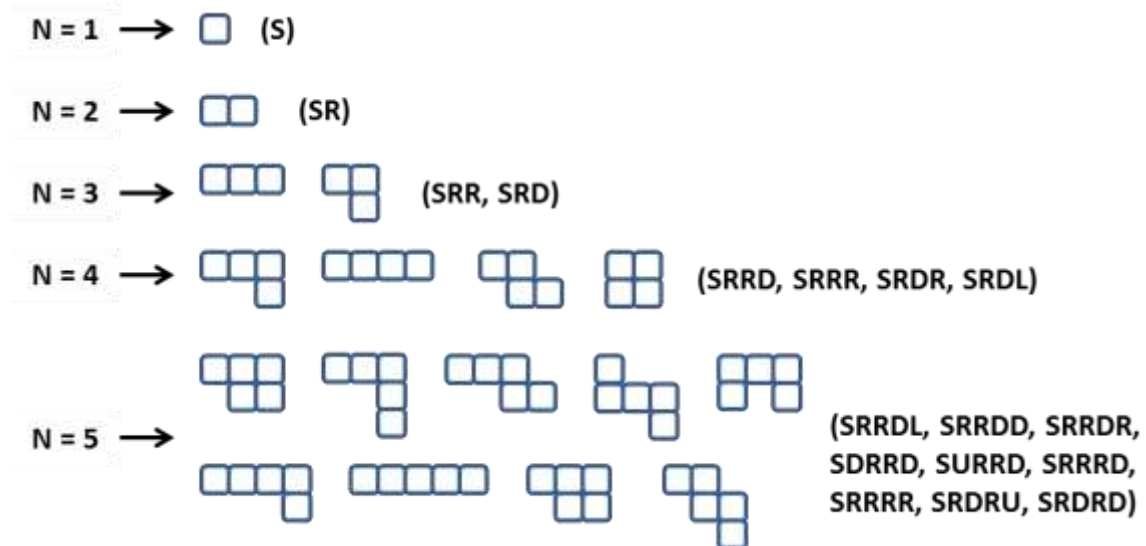 N = 1 (S)
N = 2 (SR)
N = 3 (SRR, SRD)
N = 4 (SRRD, SRRR, SRDR, SRDL)
N = 5
(SRRDL, SRRDD, SRRDR,
SDRRD, SURRD, SRRRD,
SRRRR, SRDRU, SRDRD)